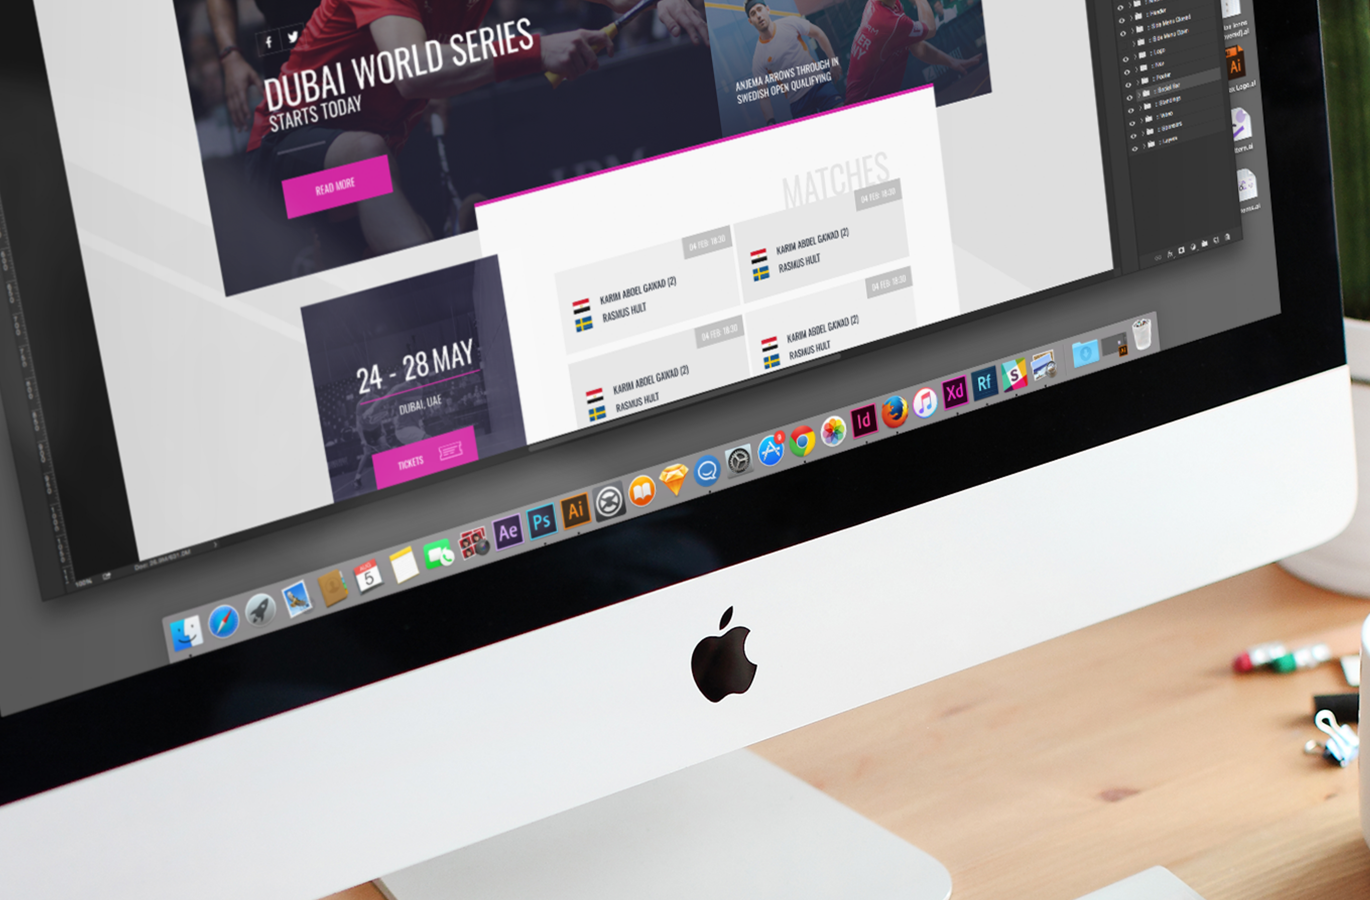 DUBAI WORLD SERIES
STARTS TODAY
READ MORE
ANJEMA ARROWS THROUGH IN
SWEDISH OPEN QUALIFYING
MATCHES
04 FEB 18:30
KARIM ABDEL GAWAD (2)
RASMUS HULT
04 FEB 18:30
KARIM ABDEL GAWAD (2)
RASMUS HULT
04 FEB 18:30
KARIM ABDEL GAWAD (2)
RASMUS HULT
04 FEB 18:30
KARIM ABDEL GAWAD (2)
RASMUS HULT
24 - 28 MAY
DUBAI, UAE
TICKETS
Ai
100%
5
Ae
Ps
Ai
Id
Xd
Rf
S